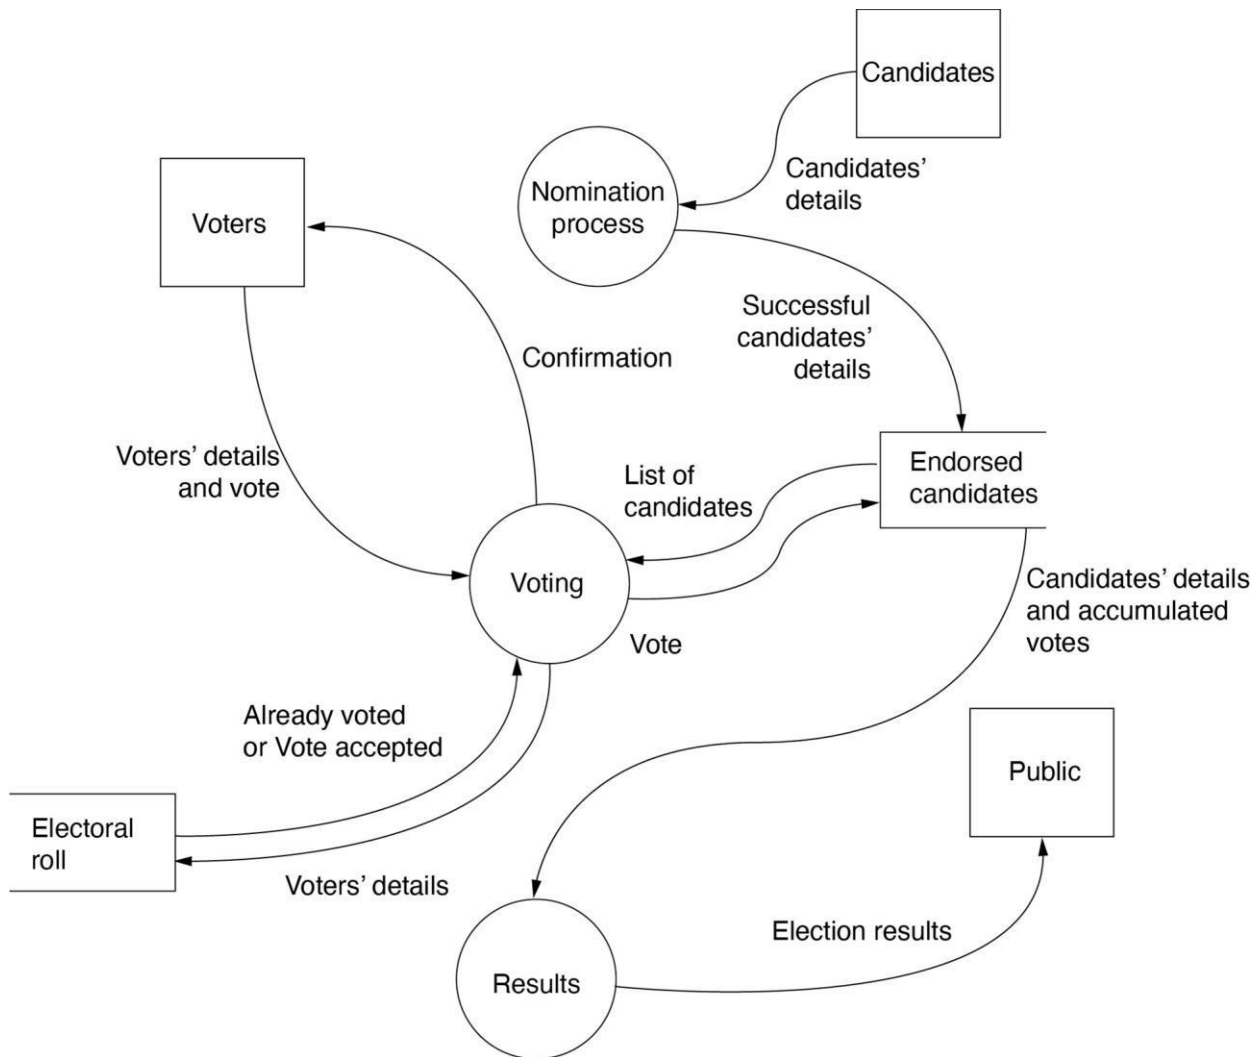 Candidates
Candidates’
details
Nomination
process
Voters
Successful
candidates’
details
Confirmation
Voters’ details
and vote
List of
candidates
Endorsed
candidates
Voting
Candidates’ details
and accumulated
votes
Vote
Already voted
or Vote accepted
Public
Electoral
roll
Voters’ details
Election results
Results